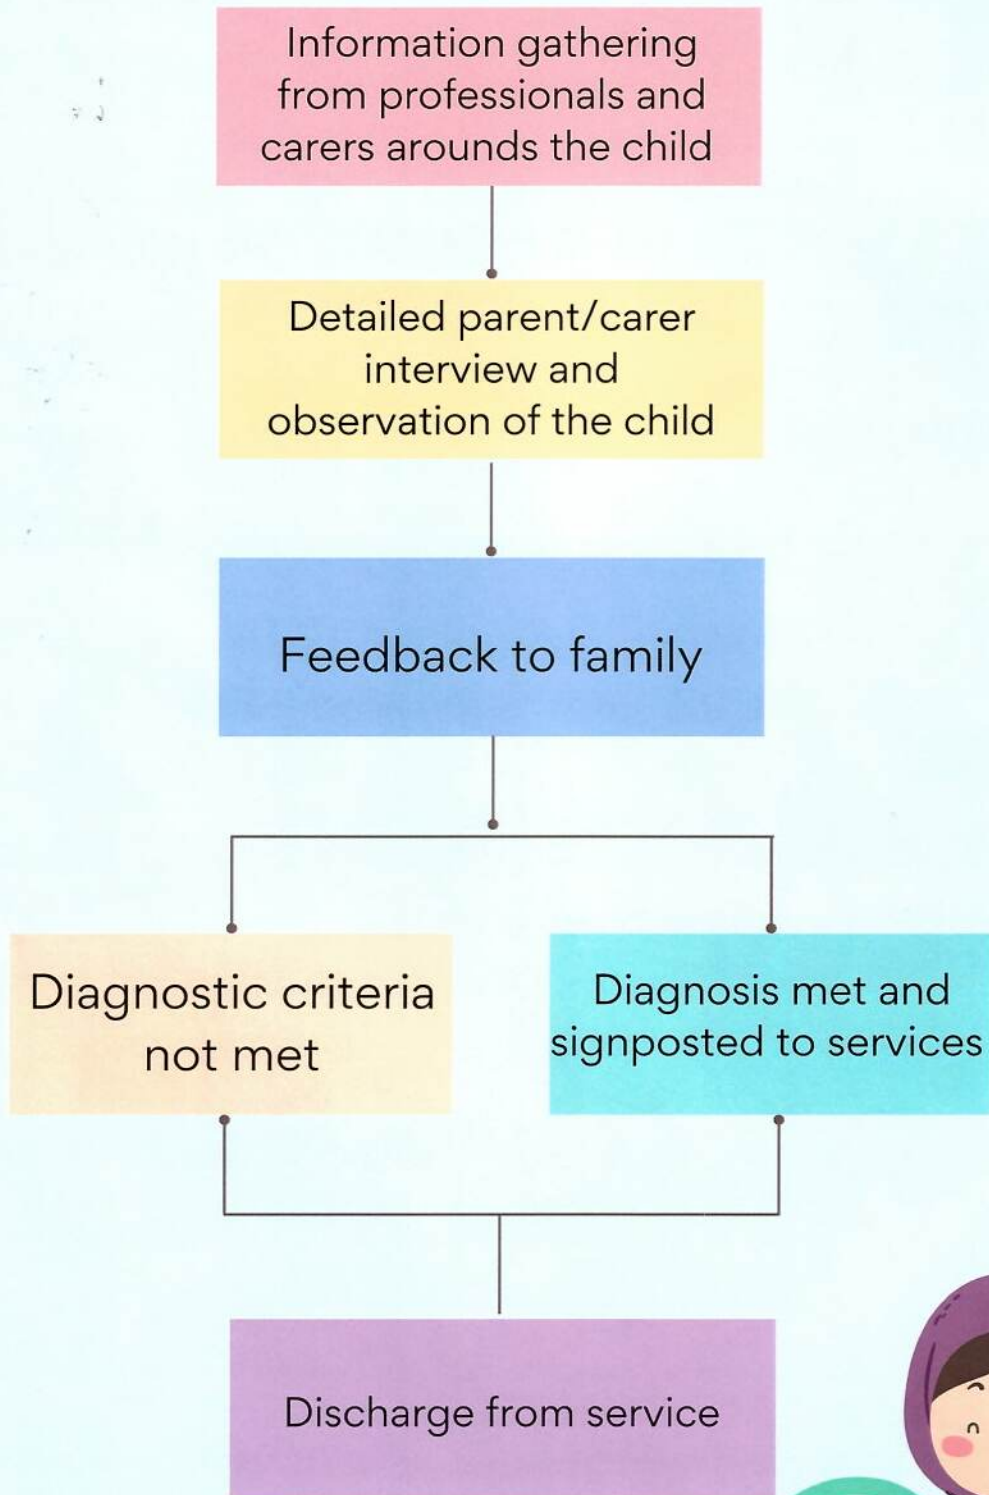 Information gathering
from professionals and
carers arounds the child
Detailed parent/carer
interview and
observation of the child
Feedback to family
Diagnostic criteria
not met
Diagnosis met and
signposted to services
Discharge from service